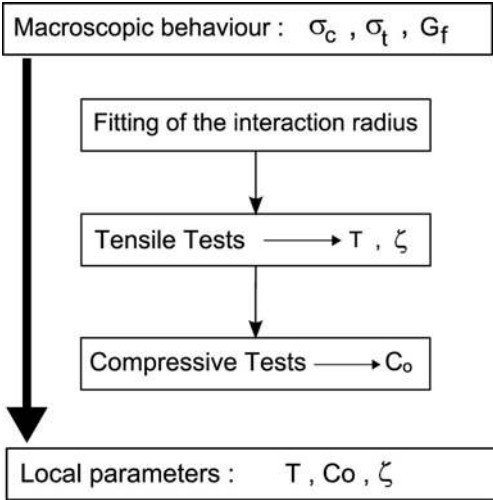 Macroscopic behaviour : σc , σt , Gf
Fitting of the interaction radius
Tensile Tests ⟶ T , ζ
Compressive Tests ⟶ Co
Local parameters : T , Co , ζ